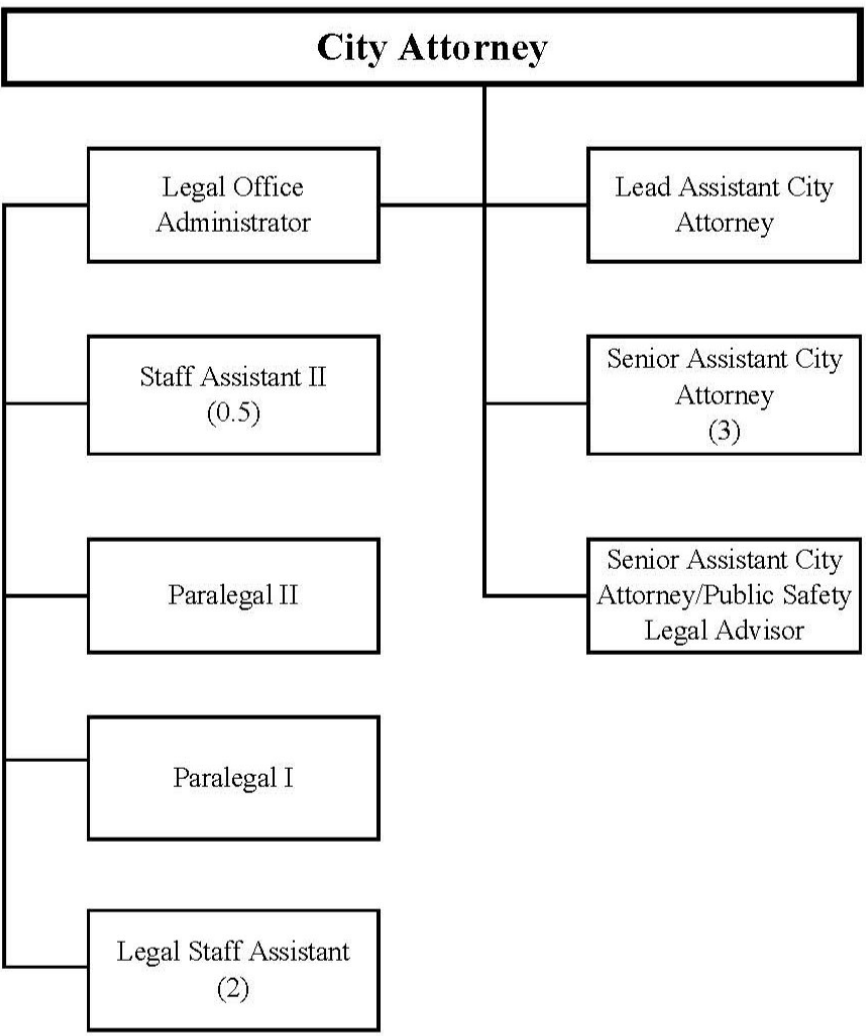 City Attorney
Legal Office
Administrator
Lead Assistant City
Attorney
Staff Assistant II
(0.5)
Senior Assistant City
Attorney
(3)
Paralegal II
Senior Assistant City
Attorney/Public Safety
Legal Advisor
Paralegal I
Legal Staff Assistant
(2)